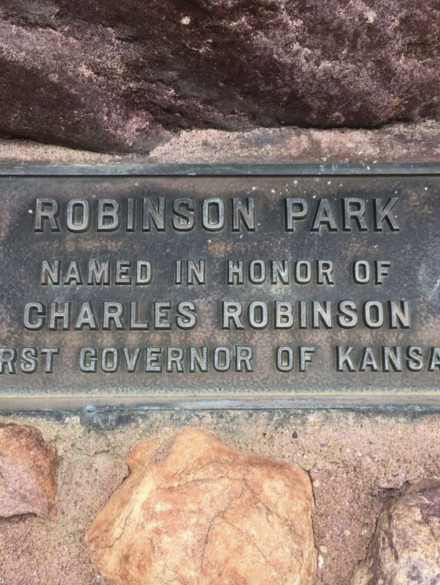 ROBINSON PARK
NAMED IN HONOR OF
CHARLES ROBINSON
RST GOVERNOR OF KANSA